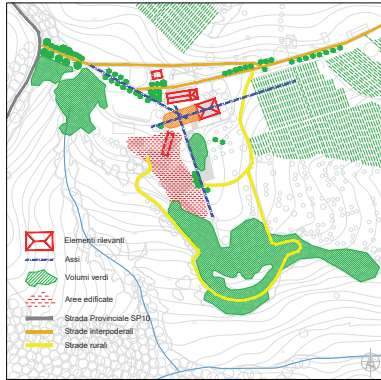 Elementi rilevanti
Assi
Volumi verdi
Aree edificate
Strada Provinciale SP10
Strade interpoderali
Strade rurali